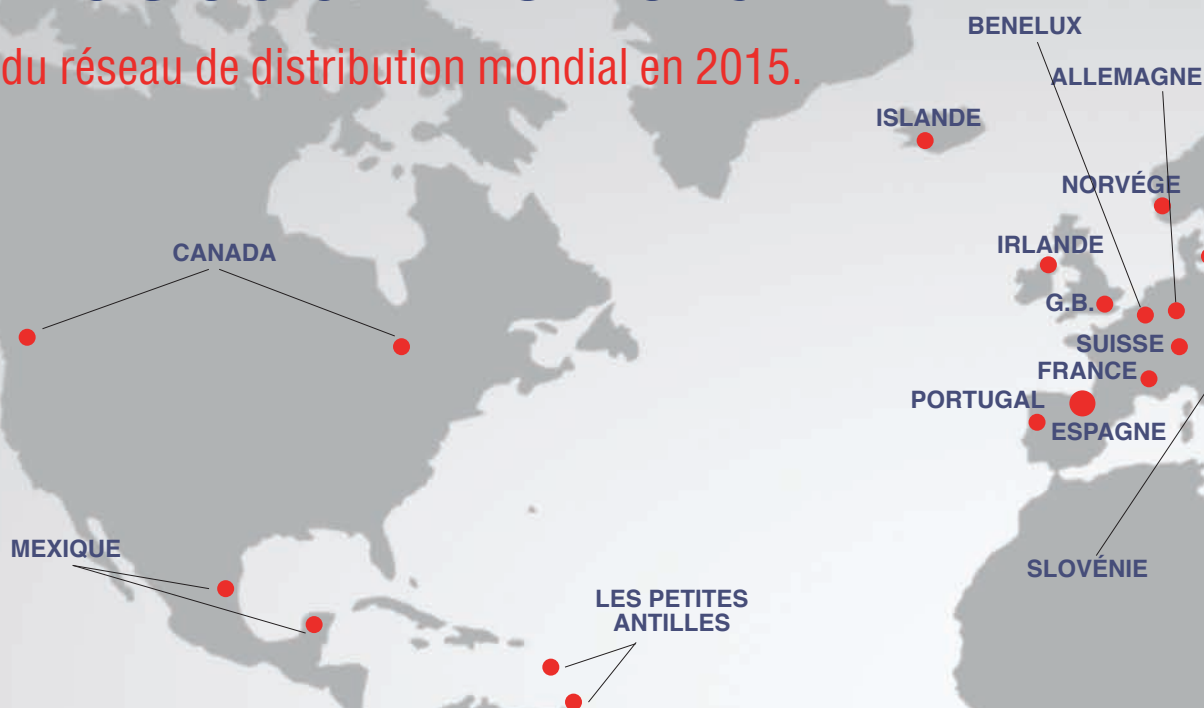 du réseau de distribution mondial en 2015.
BENELUX
ALLEMAGNE
ISLANDE
NORVÉGE
IRLANDE
CANADA
G.B.
SUISSE
FRANCE
PORTUGAL
ESPAGNE
MEXIQUE
SLOVÉNIE
LES PETITES
ANTILLES